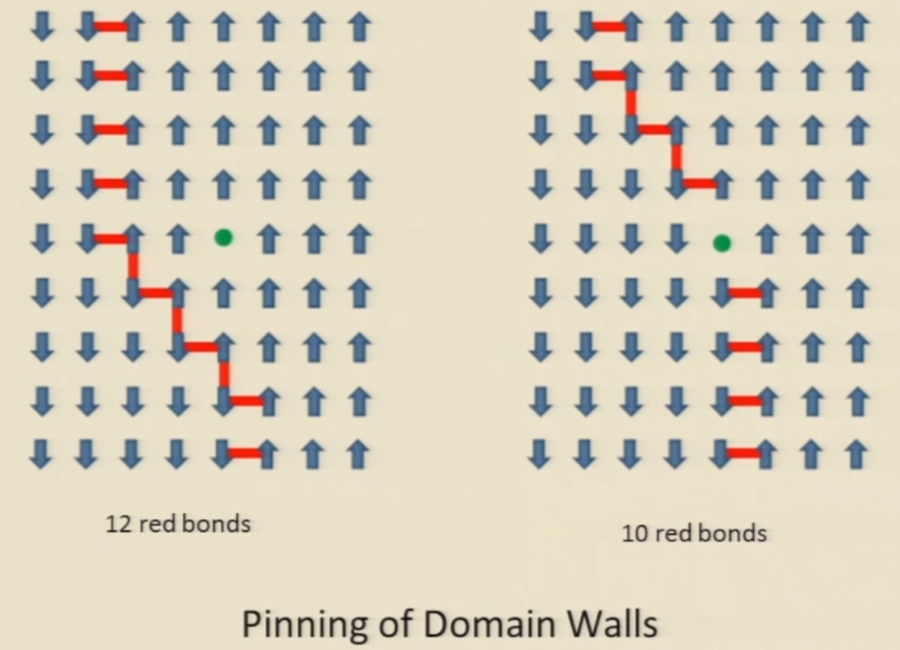 12 red bonds
10 red bonds
Pinning of Domain Walls